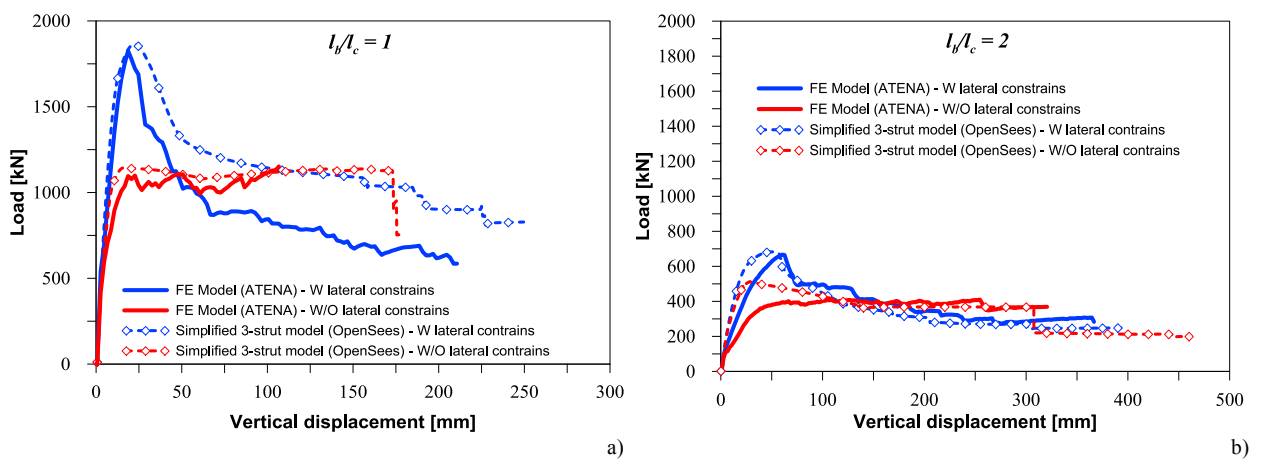 l_b/l_c = 1
Load [kN]
2000
1500
1000
500
0
FE Model (ATENA) - W lateral constrains
FE Model (ATENA) - W/O lateral constrains
Simplified 3-strut model (OpenSees) - W lateral contrains
Simplified 3-strut model (OpenSees) - W/O lateral contrains
0 50 100 150 200 250 300
Vertical displacement [mm]
a)
l_b/l_c = 2
Load [kN]
2000
1800
1600
1400
1200
1000
800
600
400
200
0
FE Model (ATENA) - W lateral constrains
FE Model (ATENA) - W/O lateral constrains
Simplified 3-strut model (OpenSees) - W lateral contrains
Simplified 3-strut model (OpenSees) - W/O lateral contrains
0 100 200 300 400 500
Vertical displacement [mm]
b)